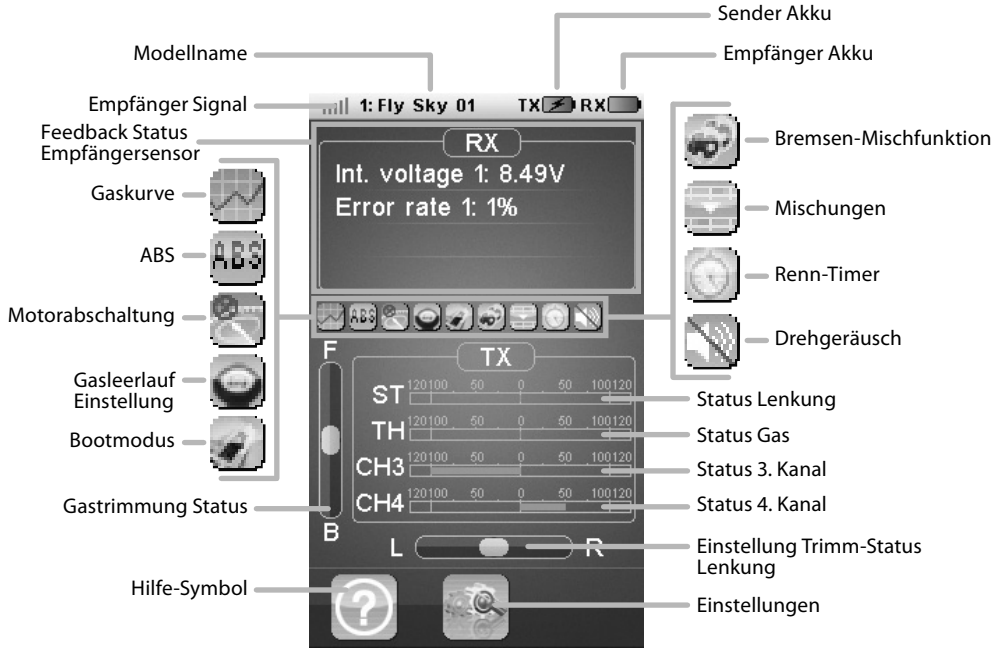 Sender Akku
Modellname
Empfänger Akku
Empfänger Signal
1: Fly Sky 01
TX
RX
Feedback Status
Empfängersensor
RX
Int. voltage 1: 8.49V
Error rate 1: 1%
Gaskurve
ABS
ABS
Motorabschaltung
Gasleerlauf
Einstellung
Bootmodus
Gastrimmung Status
Bremsen-Mischfunktion
Mischungen
Renn-Timer
Drehgeräusch
ABS
F
TX
ST 120 100 50 0 50 100 120
TH 120 100 50 0 50 100 120
CH3 120 100 50 0 50 100 120
CH4 120 100 50 0 50 100 120
B
L
R
Status Lenkung
Status Gas
Status 3. Kanal
Status 4. Kanal
Einstellung Trimm-Status
Lenkung
Hilfe-Symbol
?
Einstellungen